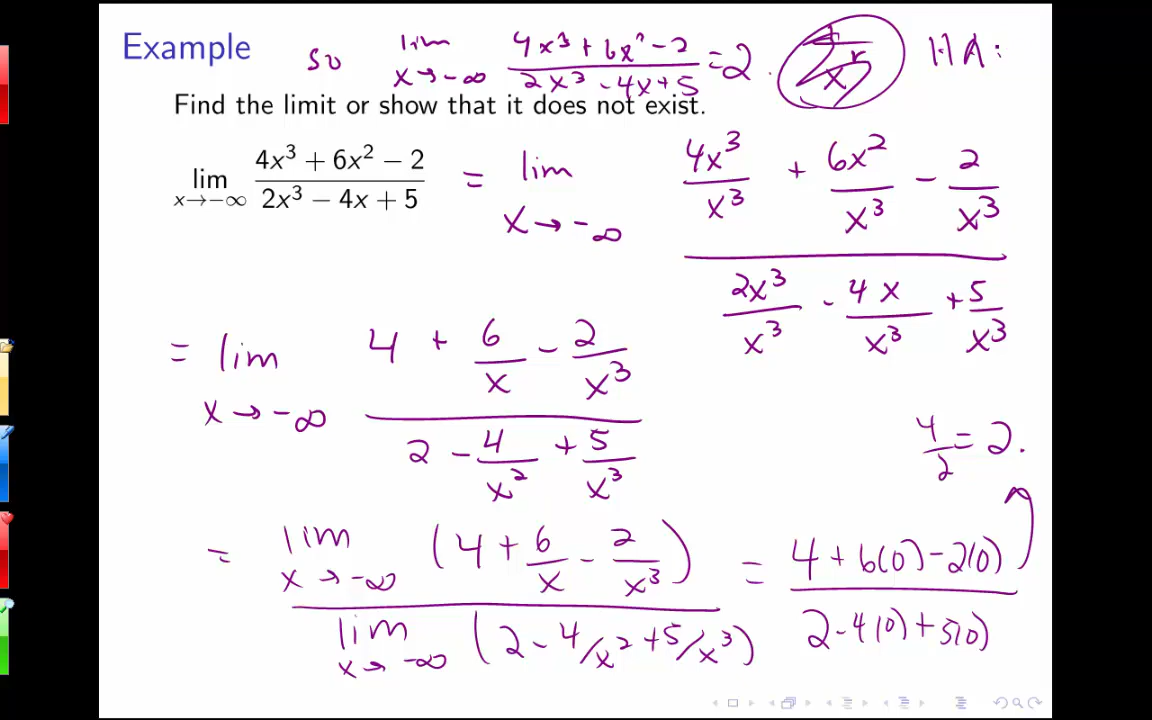 Example
so lim x→-∞ (4x³ + 6x² - 2)/(2x³ - 4x + 5) = 2. HA:
Find the limit or show that it does not exist.
lim x→−∞ (4x³ + 6x² − 2)/(2x³ − 4x + 5) = lim x→-∞ (4x³/x³ + 6x²/x³ - 2/x³)/(2x³/x³ - 4x/x³ + 5/x³)
= lim x→-∞ (4 + 6/x - 2/x³)/(2 - 4/x² + 5/x³)
4/2 = 2.
= lim x→-∞ (4 + 6/x - 2/x³) / lim x→-∞ (2 - 4/x² + 5/x³) = (4 + 6(0) - 2(0))/(2 - 4(0) + 5(0))